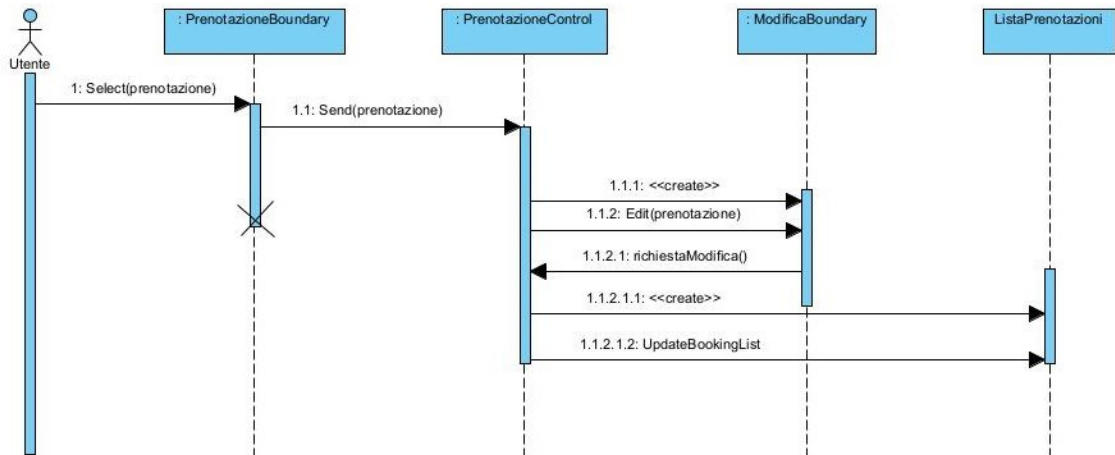 : PrenotazioneBoundary
: PrenotazioneControl
: ModificaBoundary
ListaPrenotazioni
Utente
1: Select(prenotazione)
1.1: Send(prenotazione)
1.1.1: <<create>>
1.1.2: Edit(prenotazione)
1.1.2.1: richiestaModifica()
1.1.2.1.1: <<create>>
1.1.2.1.2: UpdateBookingList